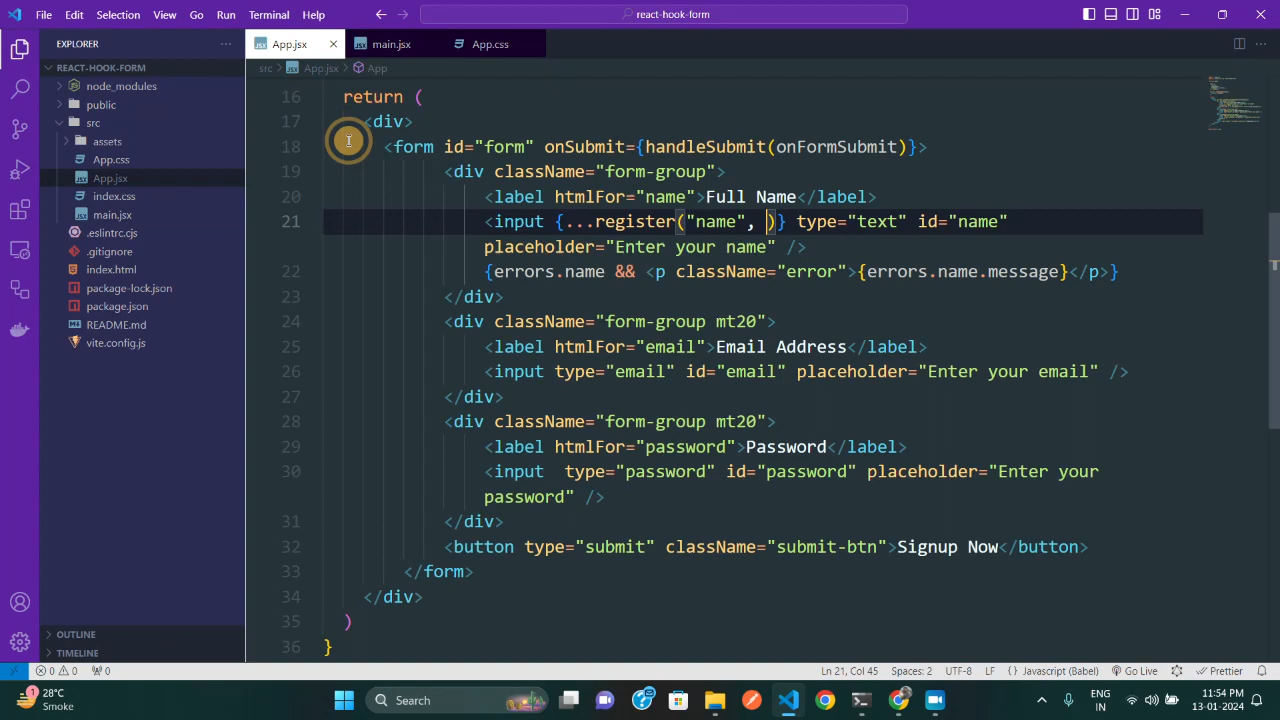 File Edit Selection View Go Run Terminal Help
react-hook-form
EXPLORER
App.jsx
main.jsx
App.css
REACT-HOOK-FORM
node_modules
public
src
assets
App.css
App.jsx
index.css
main.jsx
.eslintrc.cjs
.gitignore
index.html
package-lock.json
package.json
README.md
vite.config.js
OUTLINE
TIMELINE
src > App.jsx > App
16 return (
17 <div>
18 <form id="form" onSubmit={handleSubmit(onFormSubmit)}>
19 <div className="form-group">
20 <label htmlFor="name">Full Name</label>
21 <input {...register("name", )} type="text" id="name"
placeholder="Enter your name" />
22 {errors.name && <p className="error">{errors.name.message}</p>}
23 </div>
24 <div className="form-group mt20">
25 <label htmlFor="email">Email Address</label>
26 <input type="email" id="email" placeholder="Enter your email" />
27 </div>
28 <div className="form-group mt20">
29 <label htmlFor="password">Password</label>
30 <input  type="password" id="password" placeholder="Enter your
password" />
31 </div>
32 <button type="submit" className="submit-btn">Signup Now</button>
33 </form>
34 </div>
35 )
36 }
0 0 0 Ln 21, Col 45 Spaces: 2 UTF-8 LF {} Javascript (Babel) Go Live Prettier
1 28°C
Smoke
Search
ENG
IN
11:54 PM
13-01-2024